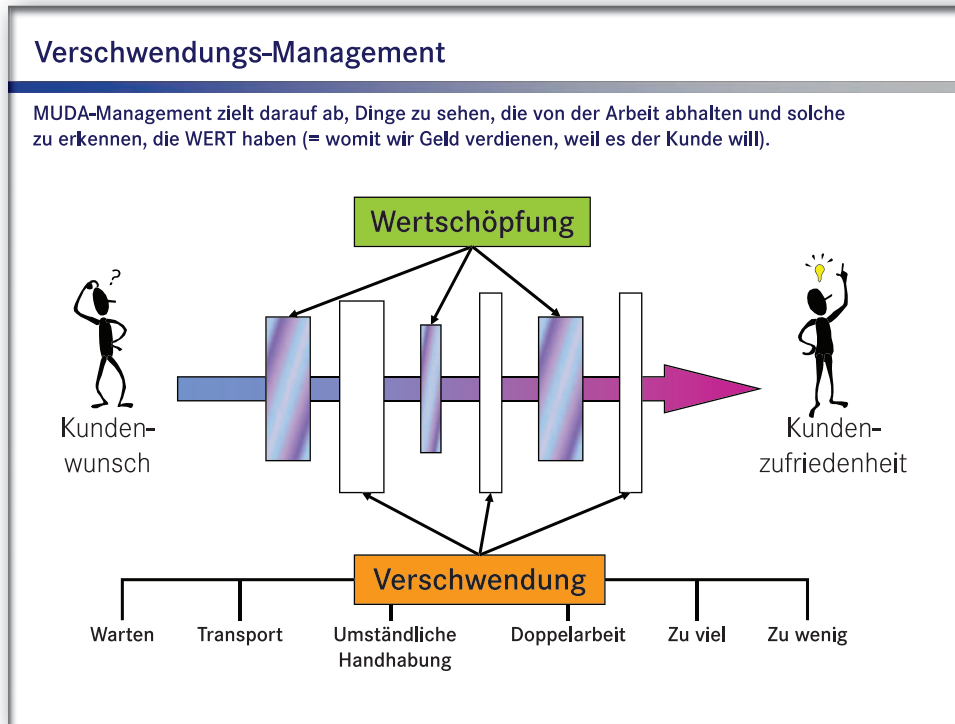 Verschwendungs-Management
MUDA-Management zielt darauf ab, Dinge zu sehen, die von der Arbeit abhalten und solche
zu erkennen, die WERT haben (= womit wir Geld verdienen, weil es der Kunde will).
Wertschöpfung
?
Kunden-
wunsch
Kunden-
zufriedenheit
Verschwendung
Warten
Transport
Umständliche
Handhabung
Doppelarbeit
Zu viel
Zu wenig